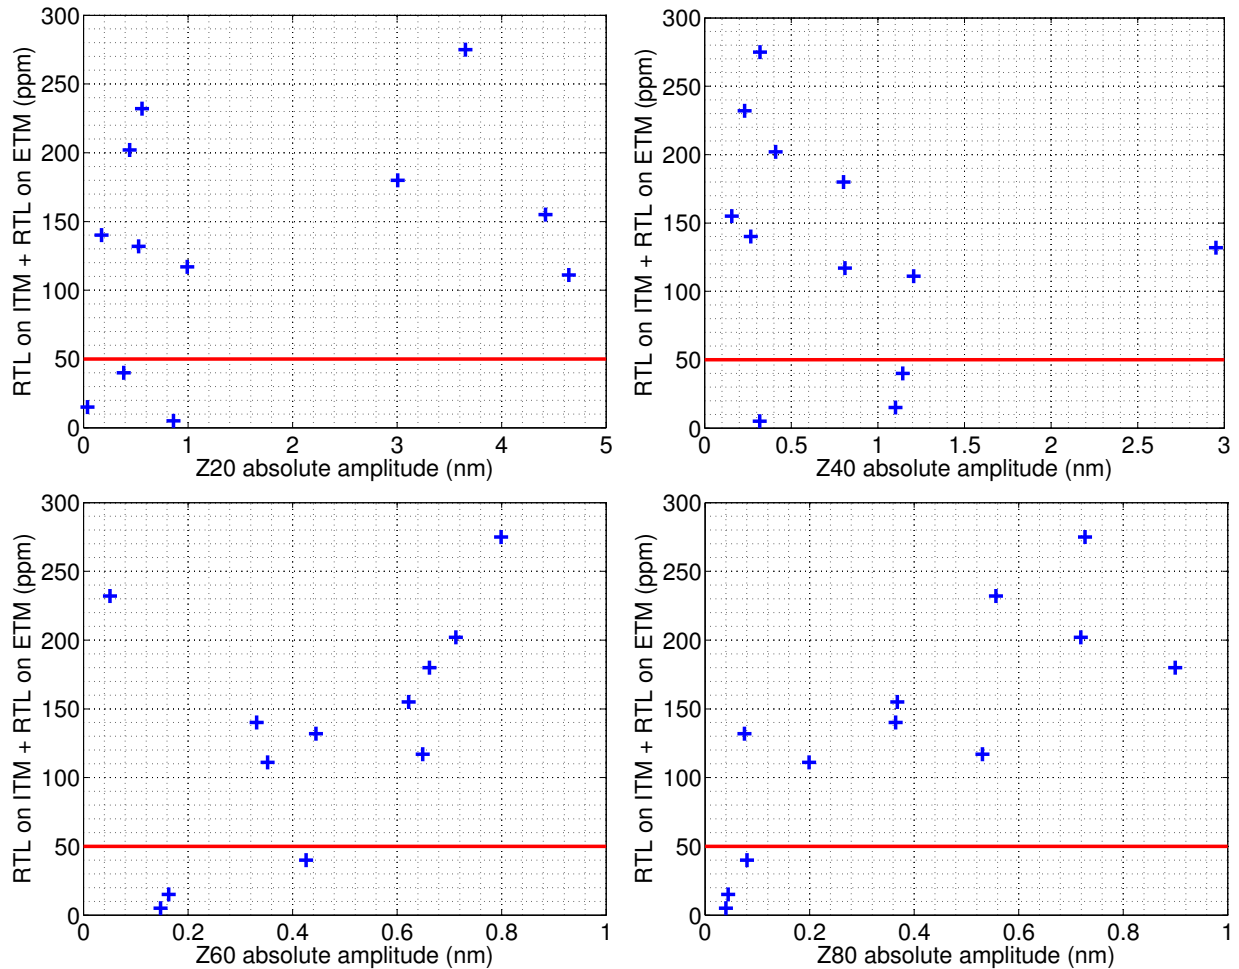 RTL on ITM + RTL on ETM (ppm)
300
250
200
150
100
50
0
0 1 2 3 4 5
Z20 absolute amplitude (nm)
RTL on ITM + RTL on ETM (ppm)
300
250
200
150
100
50
0
0 0.5 1 1.5 2 2.5 3
Z40 absolute amplitude (nm)
RTL on ITM + RTL on ETM (ppm)
300
250
200
150
100
50
0
0 0.2 0.4 0.6 0.8 1
Z60 absolute amplitude (nm)
RTL on ITM + RTL on ETM (ppm)
300
250
200
150
100
50
0
0 0.2 0.4 0.6 0.8 1
Z80 absolute amplitude (nm)